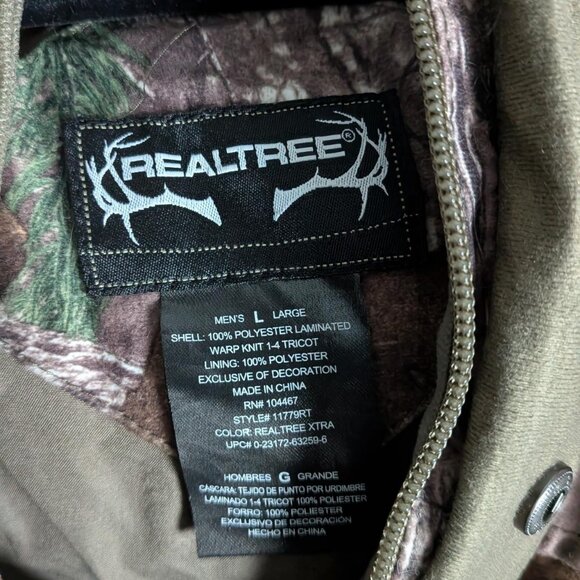 REALTREE®
MEN'S L LARGE
SHELL: 100% POLYESTER LAMINATED
WARP KNIT 1-4 TRICOT
LINING: 100% POLYESTER
EXCLUSIVE OF DECORATION
MADE IN CHINA
RN# 104467
STYLE# 11779RT
COLOR: REALTREE XTRA
UPC# 0-23172-63259-6
HOMBRES G GRANDE
CÁSCARA: TEJIDO DE PUNTO POR URDIMBRE
LAMINADO 1-4 TRICOT 100% POLIESTER
FORRO: 100% POLIESTER
EXCLUSIVO DE DECORACIÓN
HECHO EN CHINA